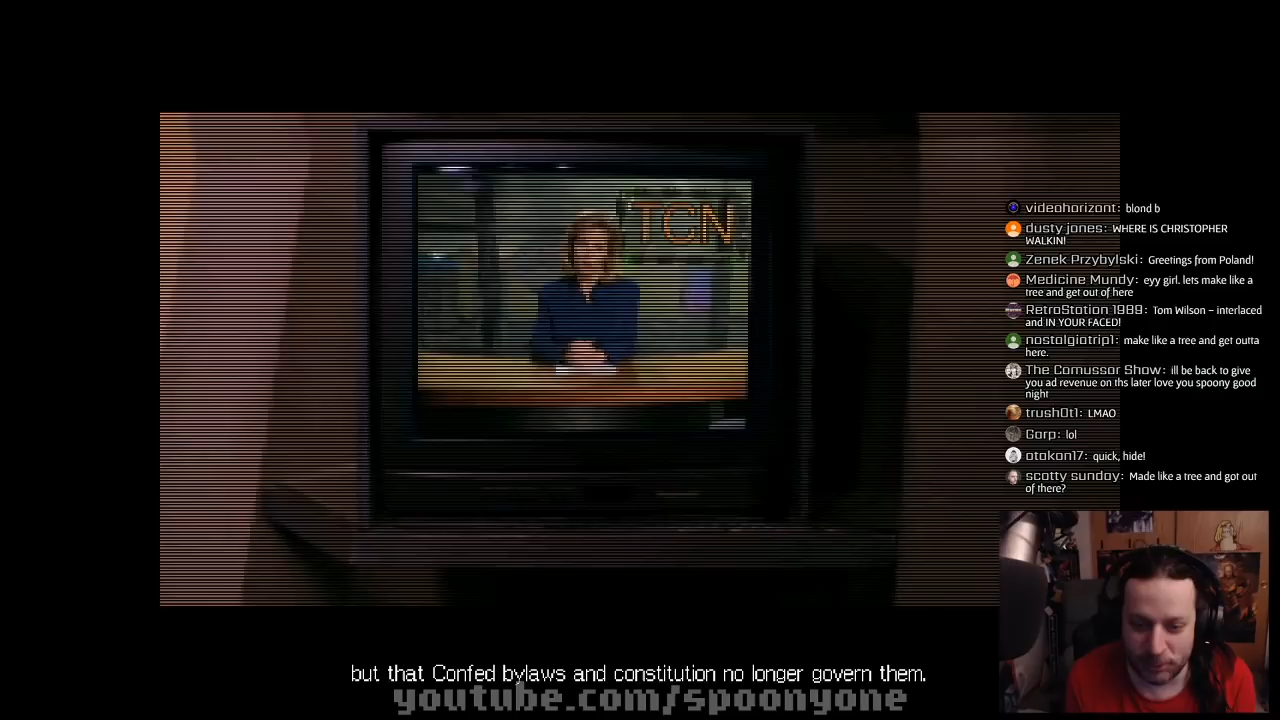 TCN
videohorizont: blond b
dusty jones: WHERE IS CHRISTOPHER
WALKIN!
Zenek Przybylski: Greetings from Poland!
Medicine Mundy: eyy girl. lets make like a
tree and get out of here
RetroStation 1989: Tom Wilson - interlaced
and IN YOUR FACED!
nostalgiatrip1: make like a tree and get outta
here.
The Comussar Show: ill be back to give
you ad revenue on ths later love you spoony good
night
trush0t1: LMAO
Gorp: lol
otakon17: quick, hide!
scotty sunday: Made like a tree and got out
of there?
but that Confed bylaws and constitution no longer govern them.
youtube.com/spoonyone